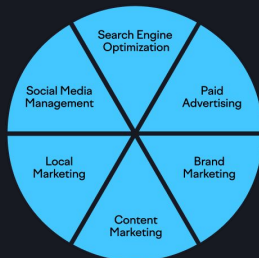 Search Engine
Optimization
Social Media
Management
Paid
Advertising
Local
Marketing
Brand
Marketing
Content
Marketing